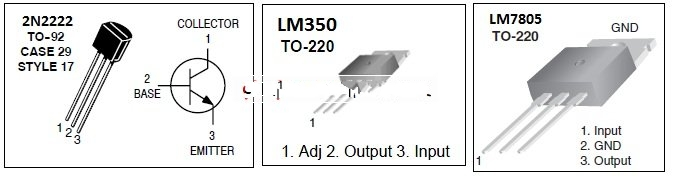 2N2222
TO-92
CASE 29
STYLE 17
COLLECTOR
1
2
BASE
3
EMITTER
1
2
3
LM350
TO-220
1
1. Adj 2. Output 3. Input
LM7805
TO-220
GND
1
1. Input
2. GND
3. Output